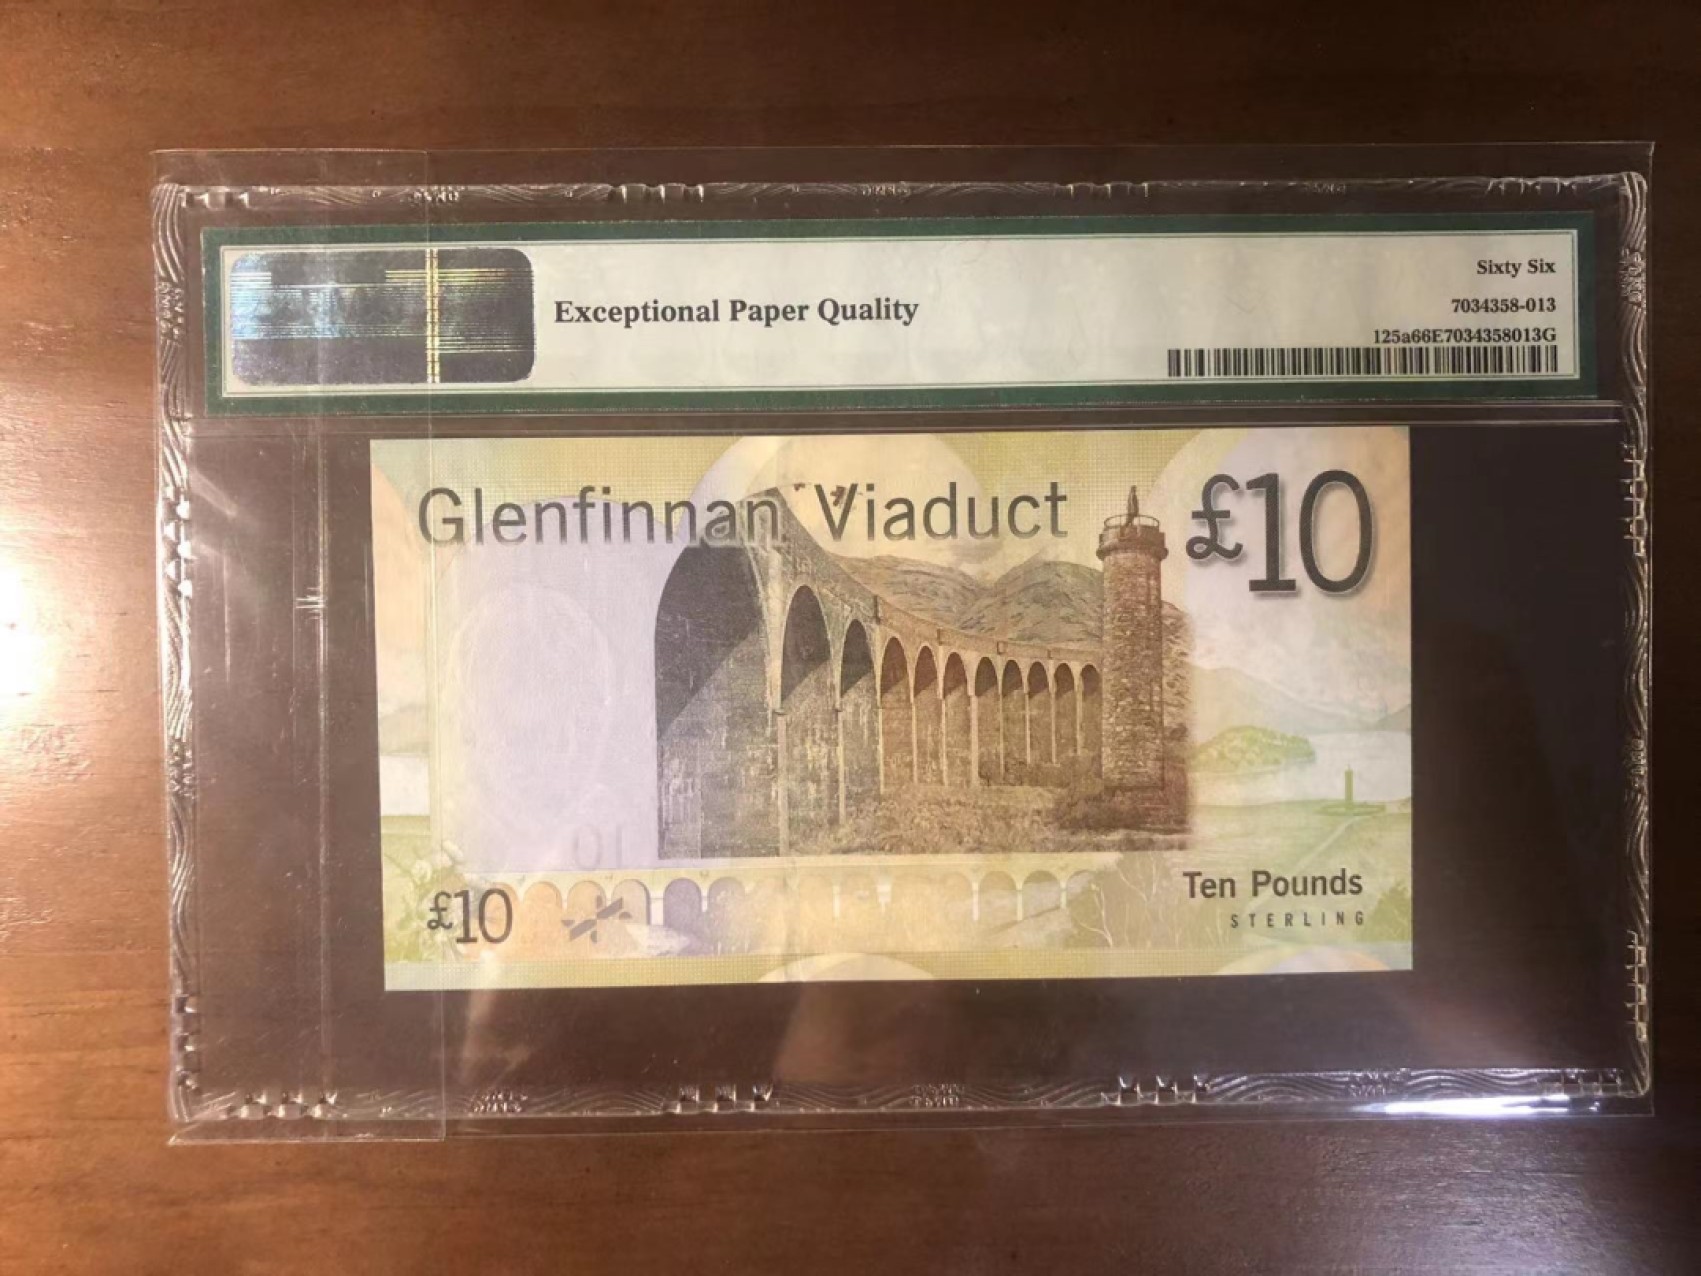 Sixty Six
Exceptional Paper Quality
7034358-013
125a66E7034358013G
Glenfinnan Viaduct £10
£10
Ten Pounds
STERLING